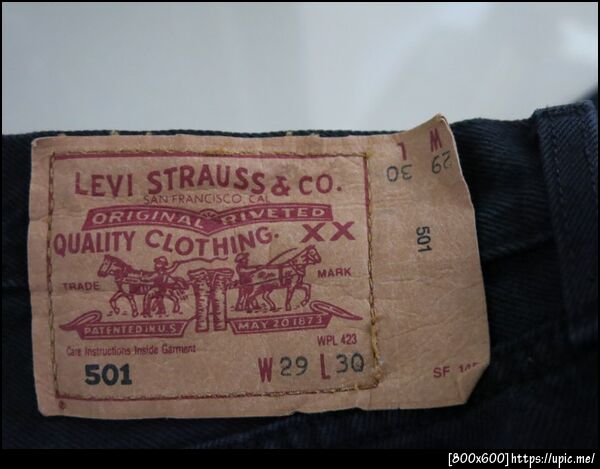 LEVI STRAUSS & CO.
SAN FRANCISCO, CAL
ORIGINAL RIVETED
QUALITY CLOTHING. XX
TRADE MARK
PATENTED IN U.S MAY 20 1873
WPL 423
Care Instructions Inside Garment
501 W 29 L 30
W 29
L 30
501
SF
[800x600]https://upic.me/